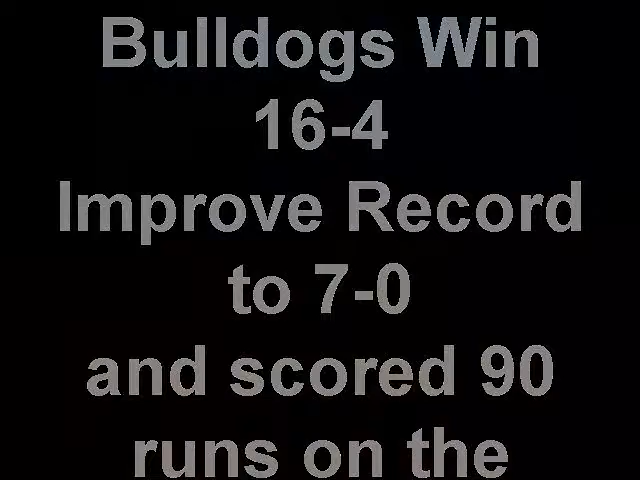 Bulldogs Win
16-4
Improve Record
to 7-0
and scored 90
runs on the